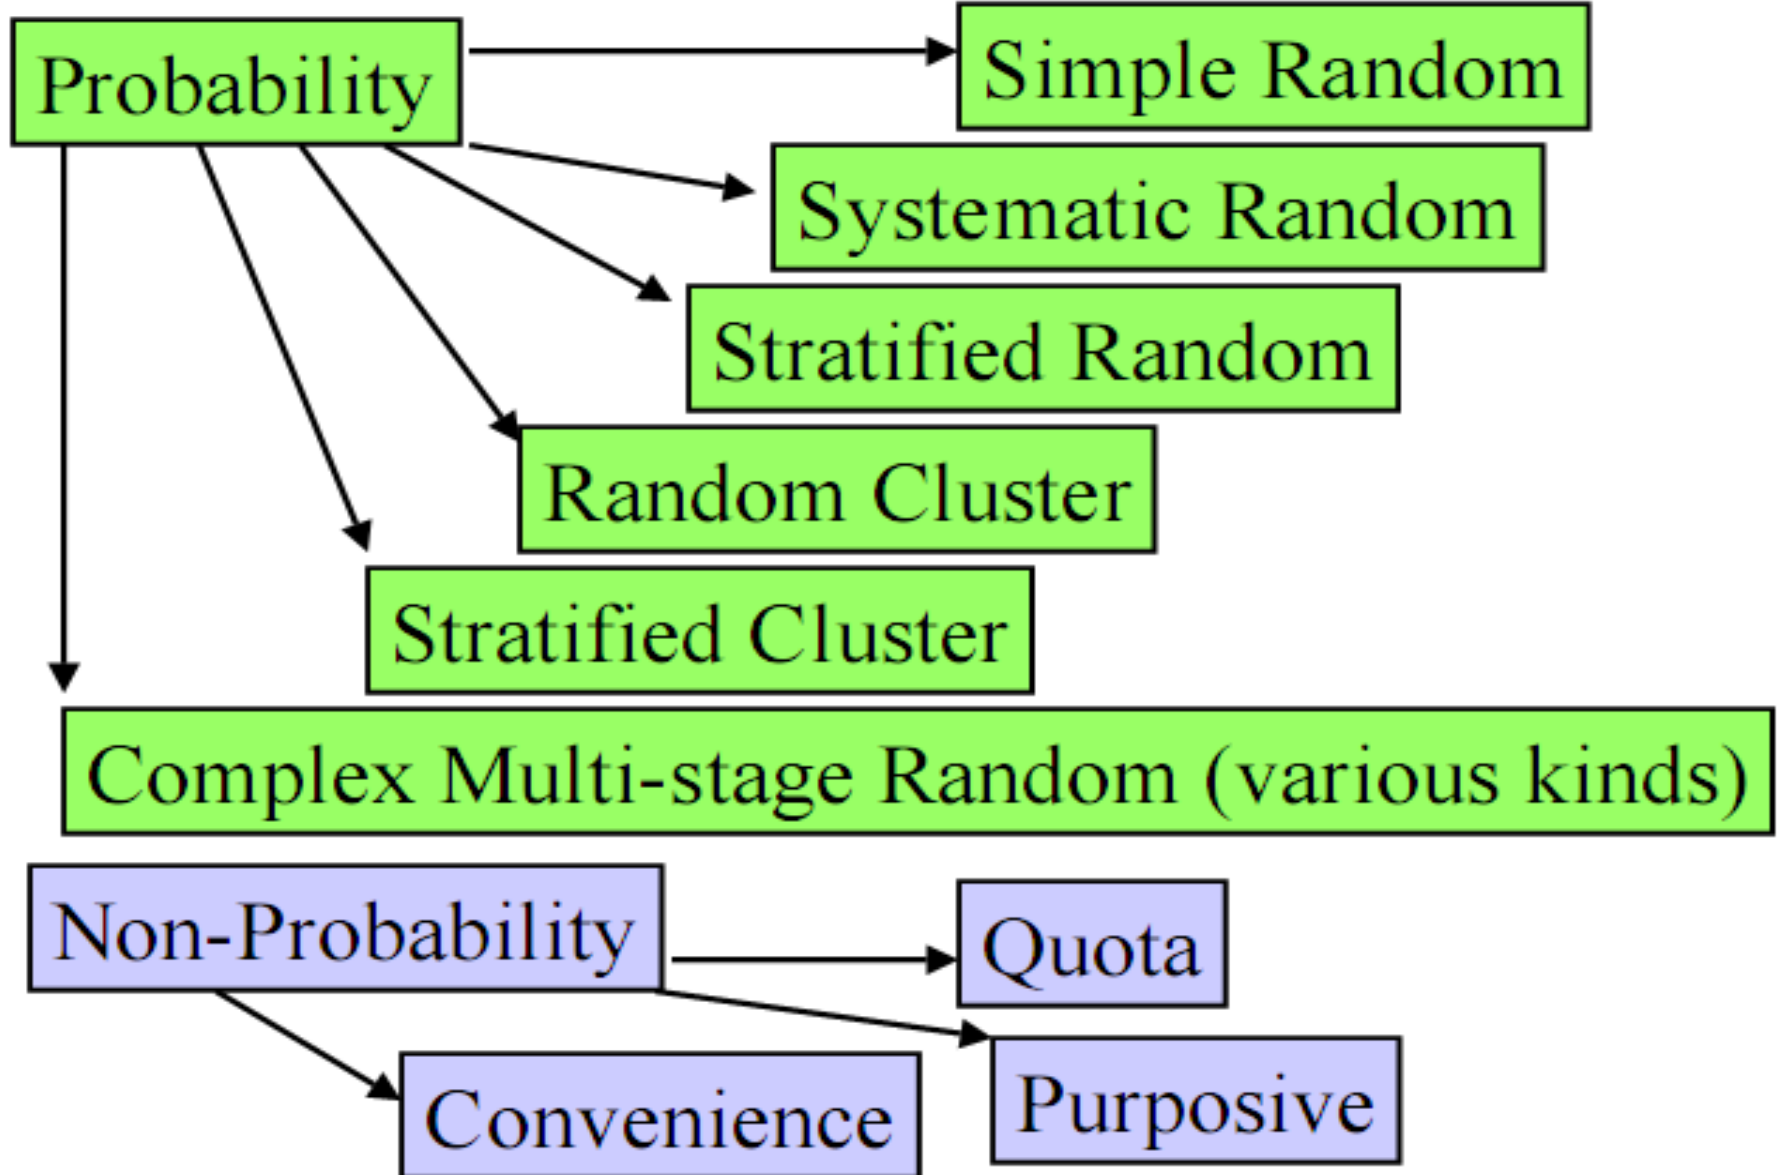 Probability
Simple Random
Systematic Random
Stratified Random
Random Cluster
Stratified Cluster
Complex Multi-stage Random (various kinds)
Non-Probability
Quota
Purposive
Convenience